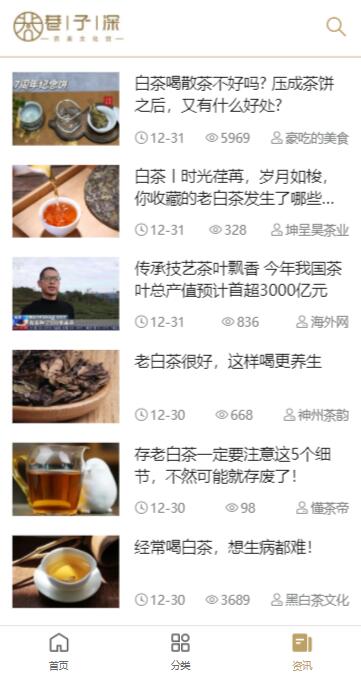 巷子深
7周年纪念饼
白茶喝散茶不好吗？压成茶饼
之后，又有什么好处？
12-31 5969 豪吃的美食
白茶丨时光荏苒，岁月如梭，
你收藏的老白茶发生了哪些...
12-31 328 坤呈昊茶业
传承技艺茶叶飘香 今年我国茶
叶总产值预计首超3000亿元
12-31 836 海外网
老白茶很好，这样喝更养生
12-30 668 神州茶韵
存老白茶一定要注意这5个细
节，不然可能就存废了！
12-30 98 懂茶帝
经常喝白茶，想生病都难！
12-30 3689 黑白茶文化
首页 分类 资讯